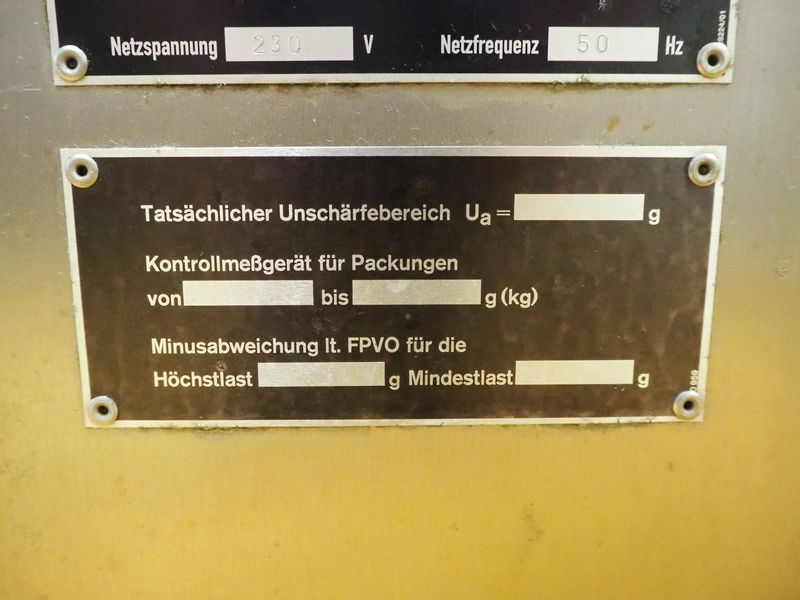 Netzspannung 230 V Netzfrequenz 50 Hz
Tatsächlicher Unschärfebereich Ua = g
Kontrollmeßgerät für Packungen
von bis g (kg)
Minusabweichung lt. FPVO für die
Höchstlast g Mindestlast g